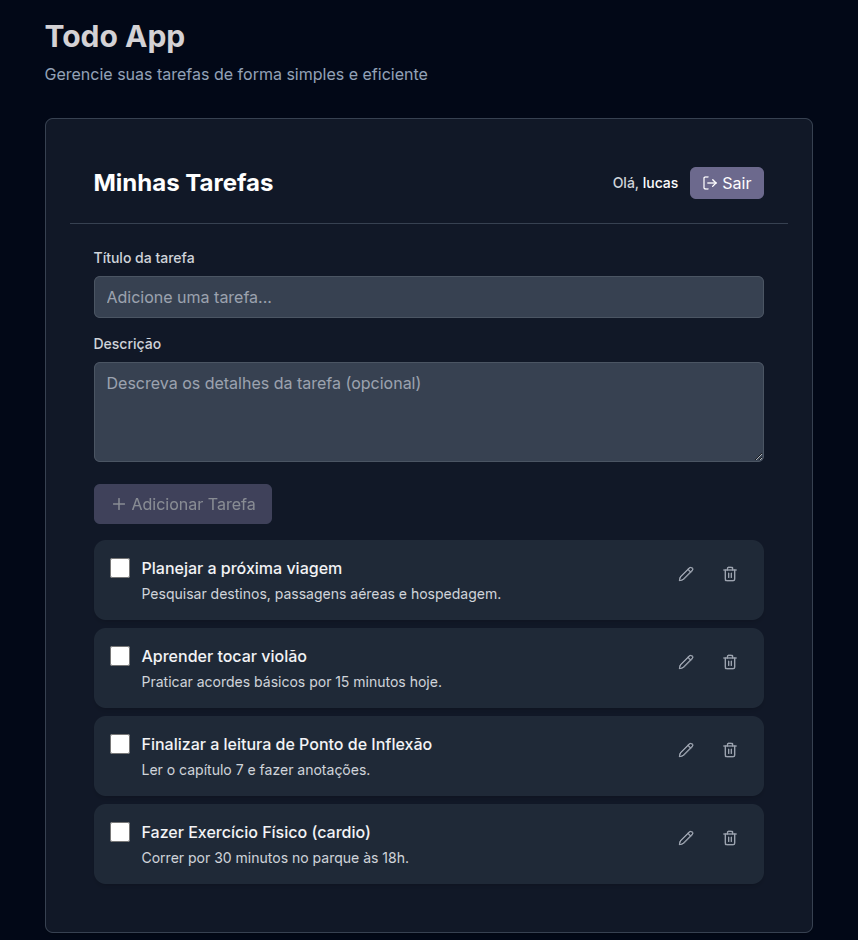 Todo App
Gerencie suas tarefas de forma simples e eficiente
Minhas Tarefas
Olá, lucas
Sair
Título da tarefa
Adicione uma tarefa...
Descrição
Descreva os detalhes da tarefa (opcional)
+ Adicionar Tarefa
Planejar a próxima viagem
Pesquisar destinos, passagens aéreas e hospedagem.
Aprender tocar violão
Praticar acordes básicos por 15 minutos hoje.
Finalizar a leitura de Ponto de Inflexão
Ler o capítulo 7 e fazer anotações.
Fazer Exercício Físico (cardio)
Correr por 30 minutos no parque às 18h.